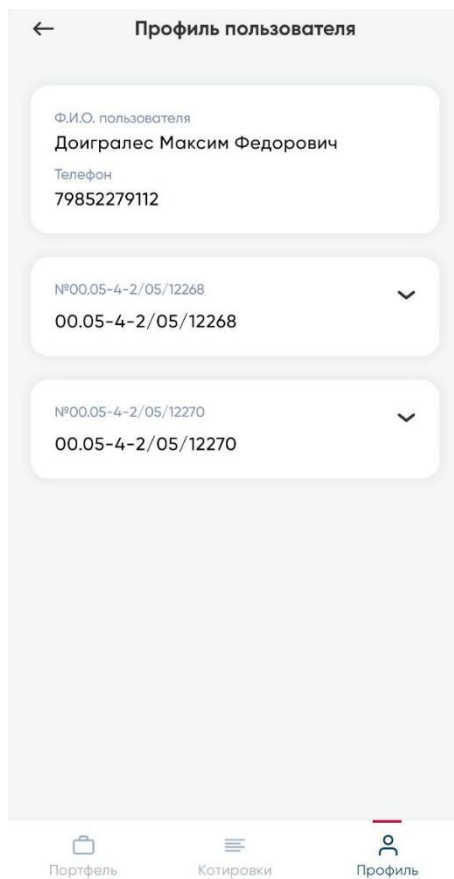 Профиль пользователя
Ф.И.О. пользователя
Доигралес Максим Федорович
Телефон
79852279112
№00.05-4-2/05/12268
00.05-4-2/05/12268
№00.05-4-2/05/12270
00.05-4-2/05/12270
Портфель Котировки Профиль